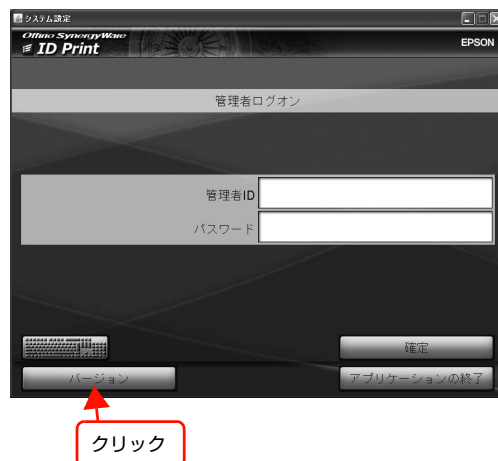 システム設定
Offirio SynergyWare
ID Print
EPSON
管理者ログオン
管理者ID
パスワード
確定
バージョン
アプリケーションの終了
クリック